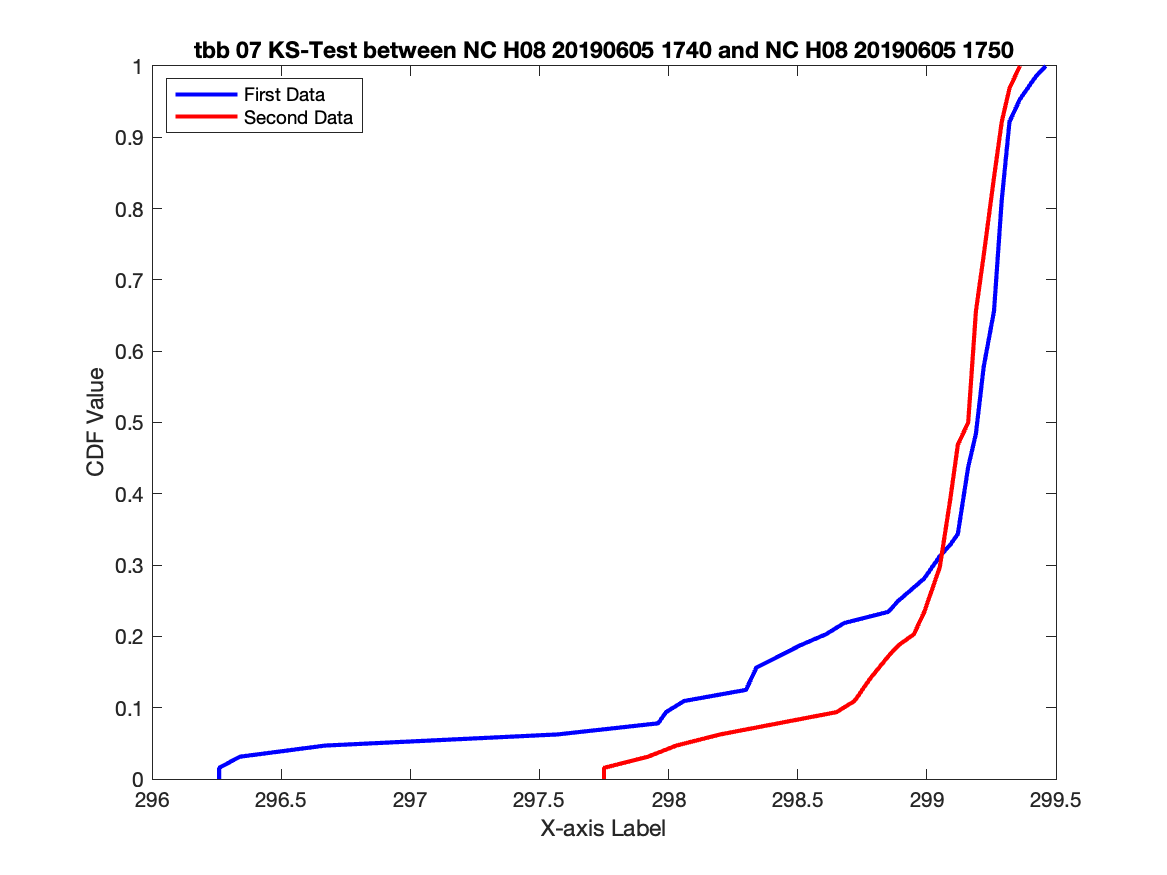 tbb 07 KS-Test between NC H08 20190605 1740 and NC H08 20190605 1750
First Data
Second Data
1
0.9
0.8
0.7
0.6
0.5
0.4
0.3
0.2
0.1
0
CDF Value
296 296.5 297 297.5 298 298.5 299 299.5
X-axis Label